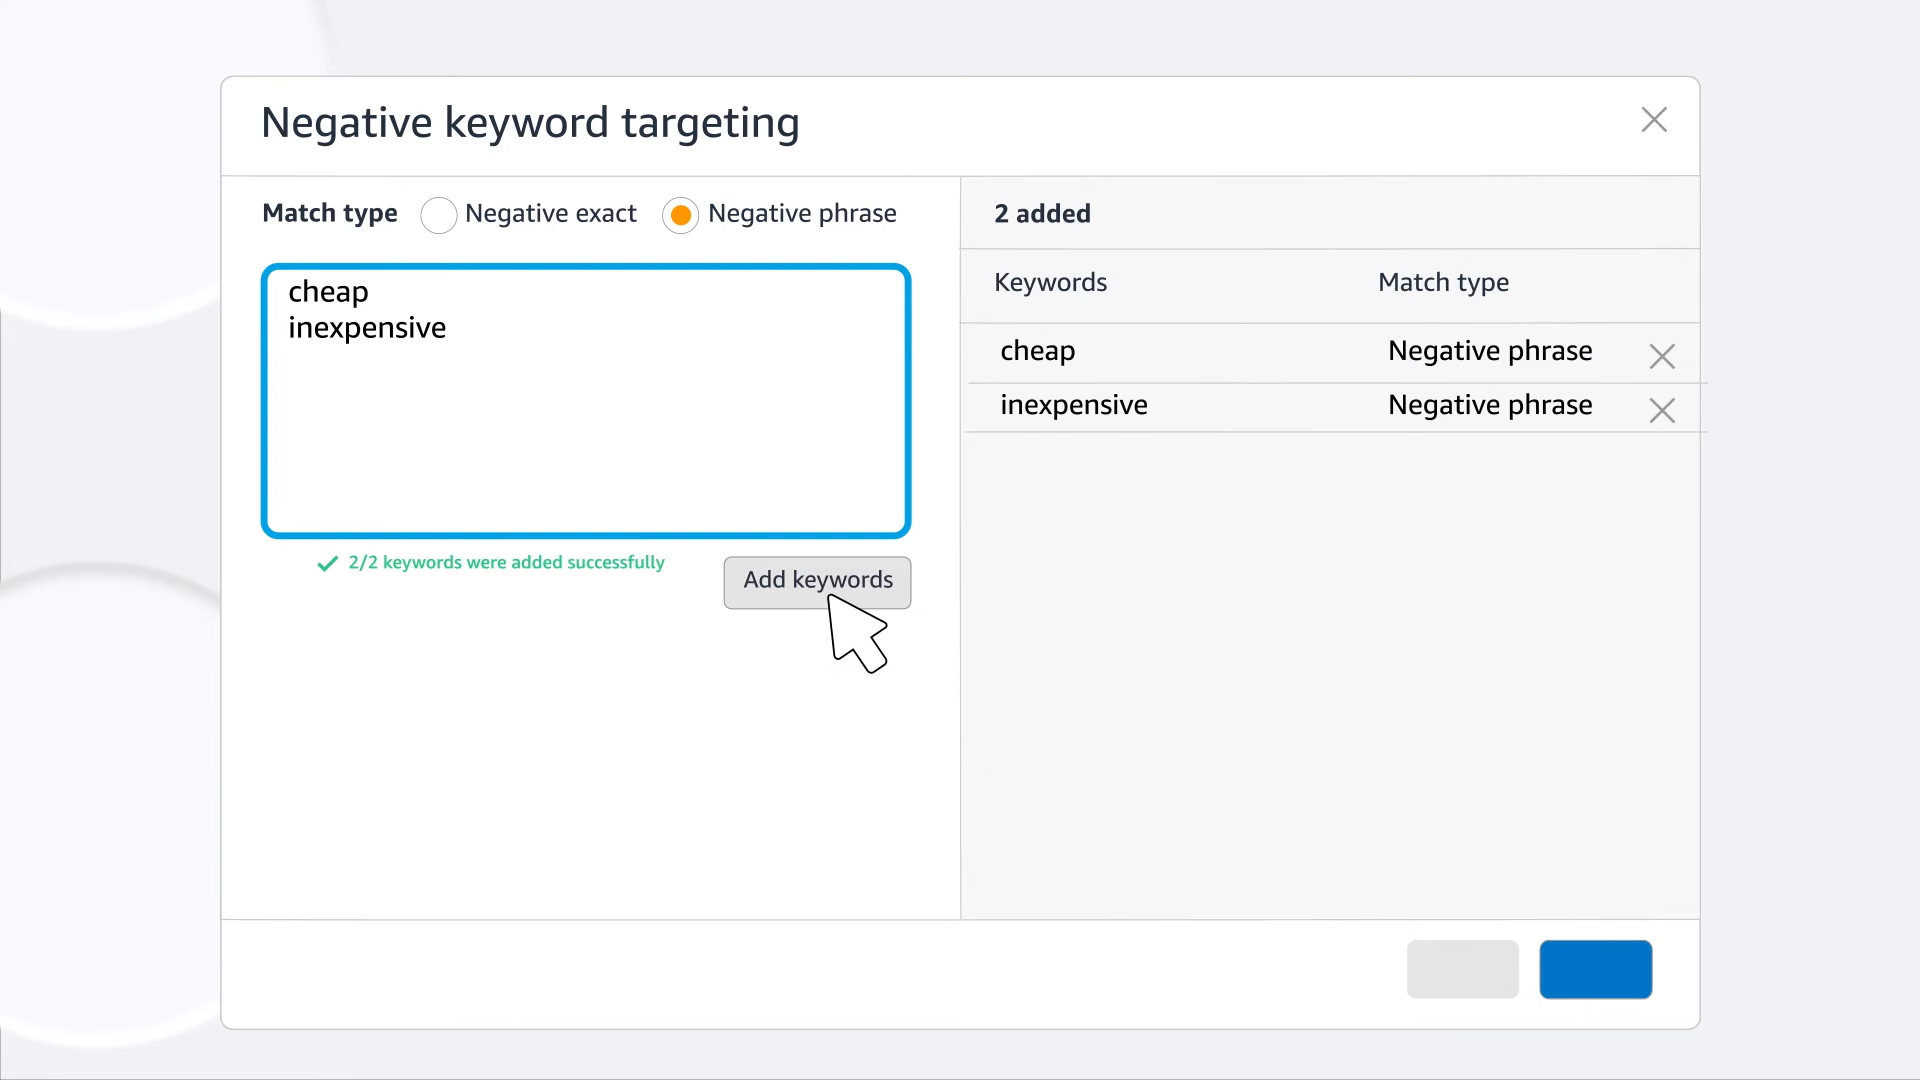 Negative keyword targeting
Match type Negative exact Negative phrase
cheap
inexpensive
2/2 keywords were added successfully
Add keywords
2 added
Keywords Match type
cheap Negative phrase
inexpensive Negative phrase